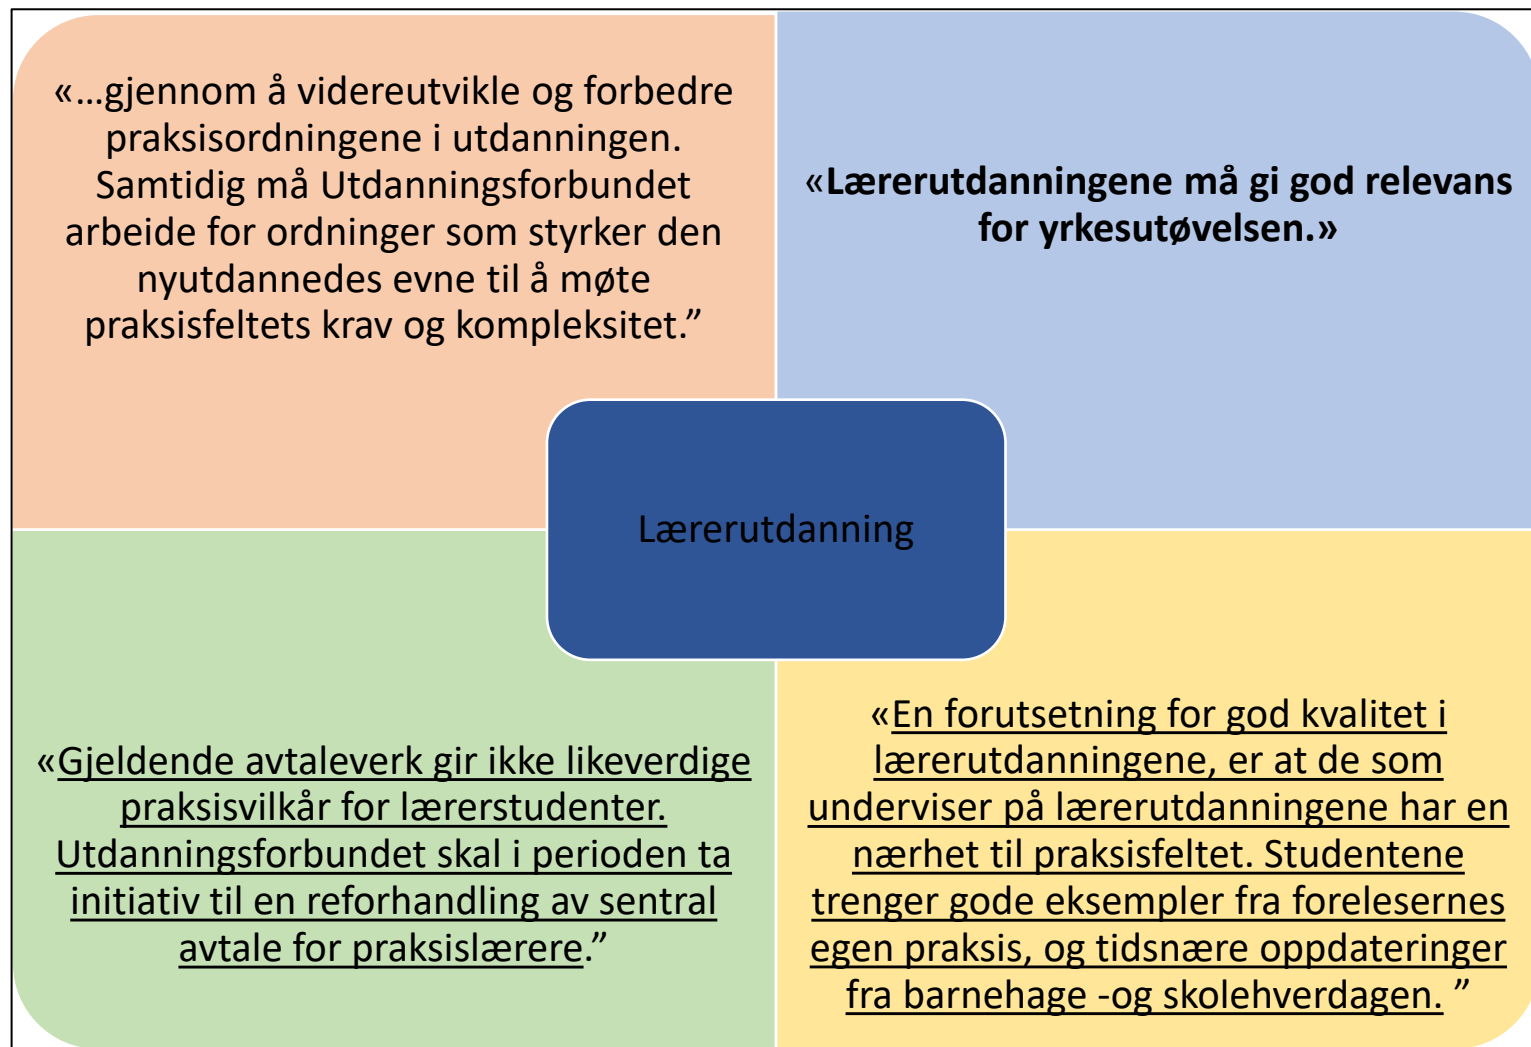 «…gjennom å videreutvikle og forbedre
praksisordningene i utdanningen.
Samtidig må Utdanningsforbundet
arbeide for ordninger som styrker den
nyutdannedes evne til å møte
praksisfeltets krav og kompleksitet.”
«Lærerutdanningene må gi god relevans
for yrkesutøvelsen.»
Lærerutdanning
«Gjeldende avtaleverk gir ikke likeverdige
praksisvilkår for lærerstudenter.
Utdanningsforbundet skal i perioden ta
initiativ til en reforhandling av sentral
avtale for praksislærere.”
«En forutsetning for god kvalitet i
lærerutdanningene, er at de som
underviser på lærerutdanningene har en
nærhet til praksisfeltet. Studentene
trenger gode eksempler fra forelesernes
egen praksis, og tidsnære oppdateringer
fra barnehage -og skolehverdagen. ”